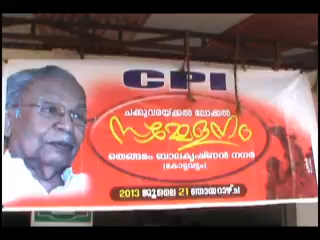 CPI
ചക്കുവരയ്ക്കൽ ലോക്കൽ
സമ്മേളനം
തെങ്ങമം ബാലകൃഷ്ണൻ നഗർ
(കോട്ടവട്ടം)
2013 ജൂലൈ 21 ഞായറാഴ്ച